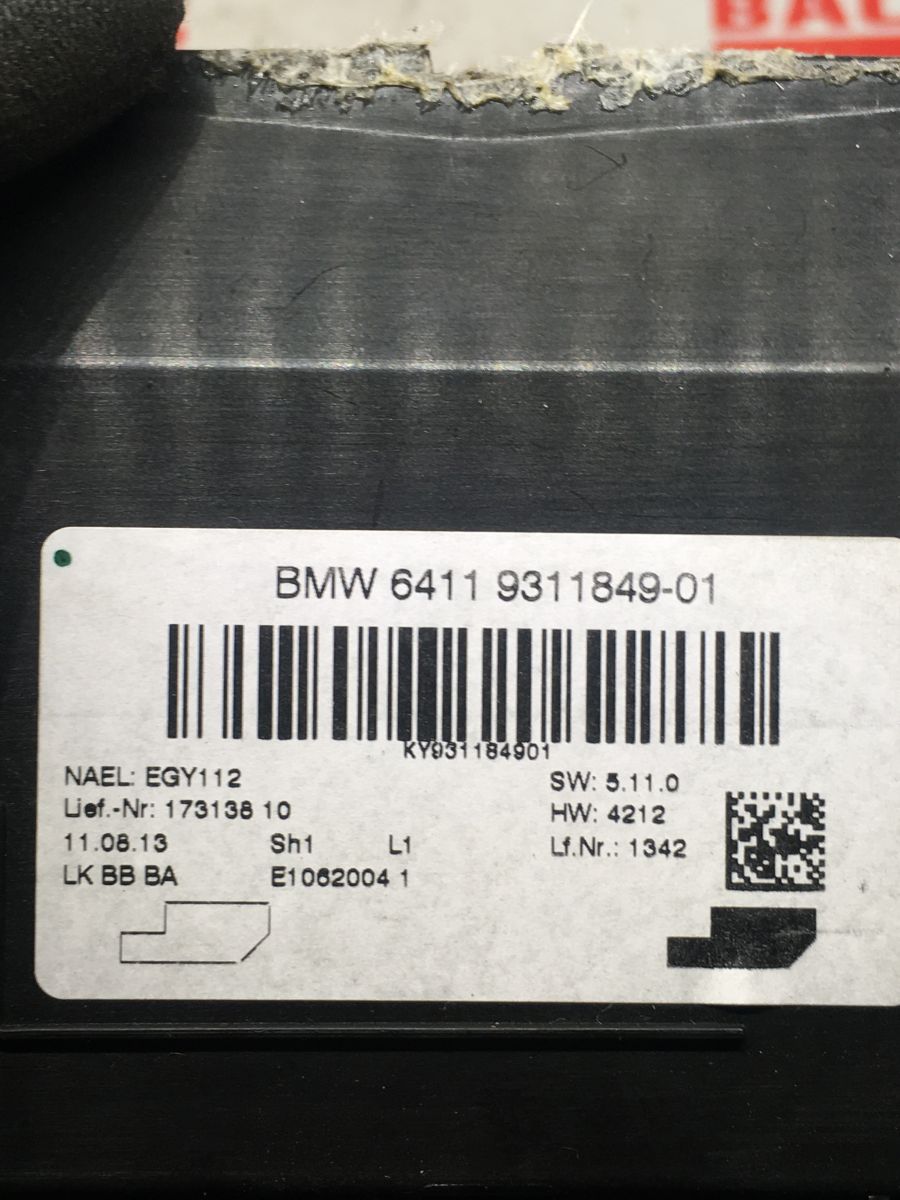 BMW 6411 9311849-01
KY931184901
NAEL: EGY112
SW: 5.11.0
Lief.-Nr: 173138 10
HW: 4212
11.08.13 Sh1 L1
Lf.Nr.: 1342
LK BB BA E1062004 1